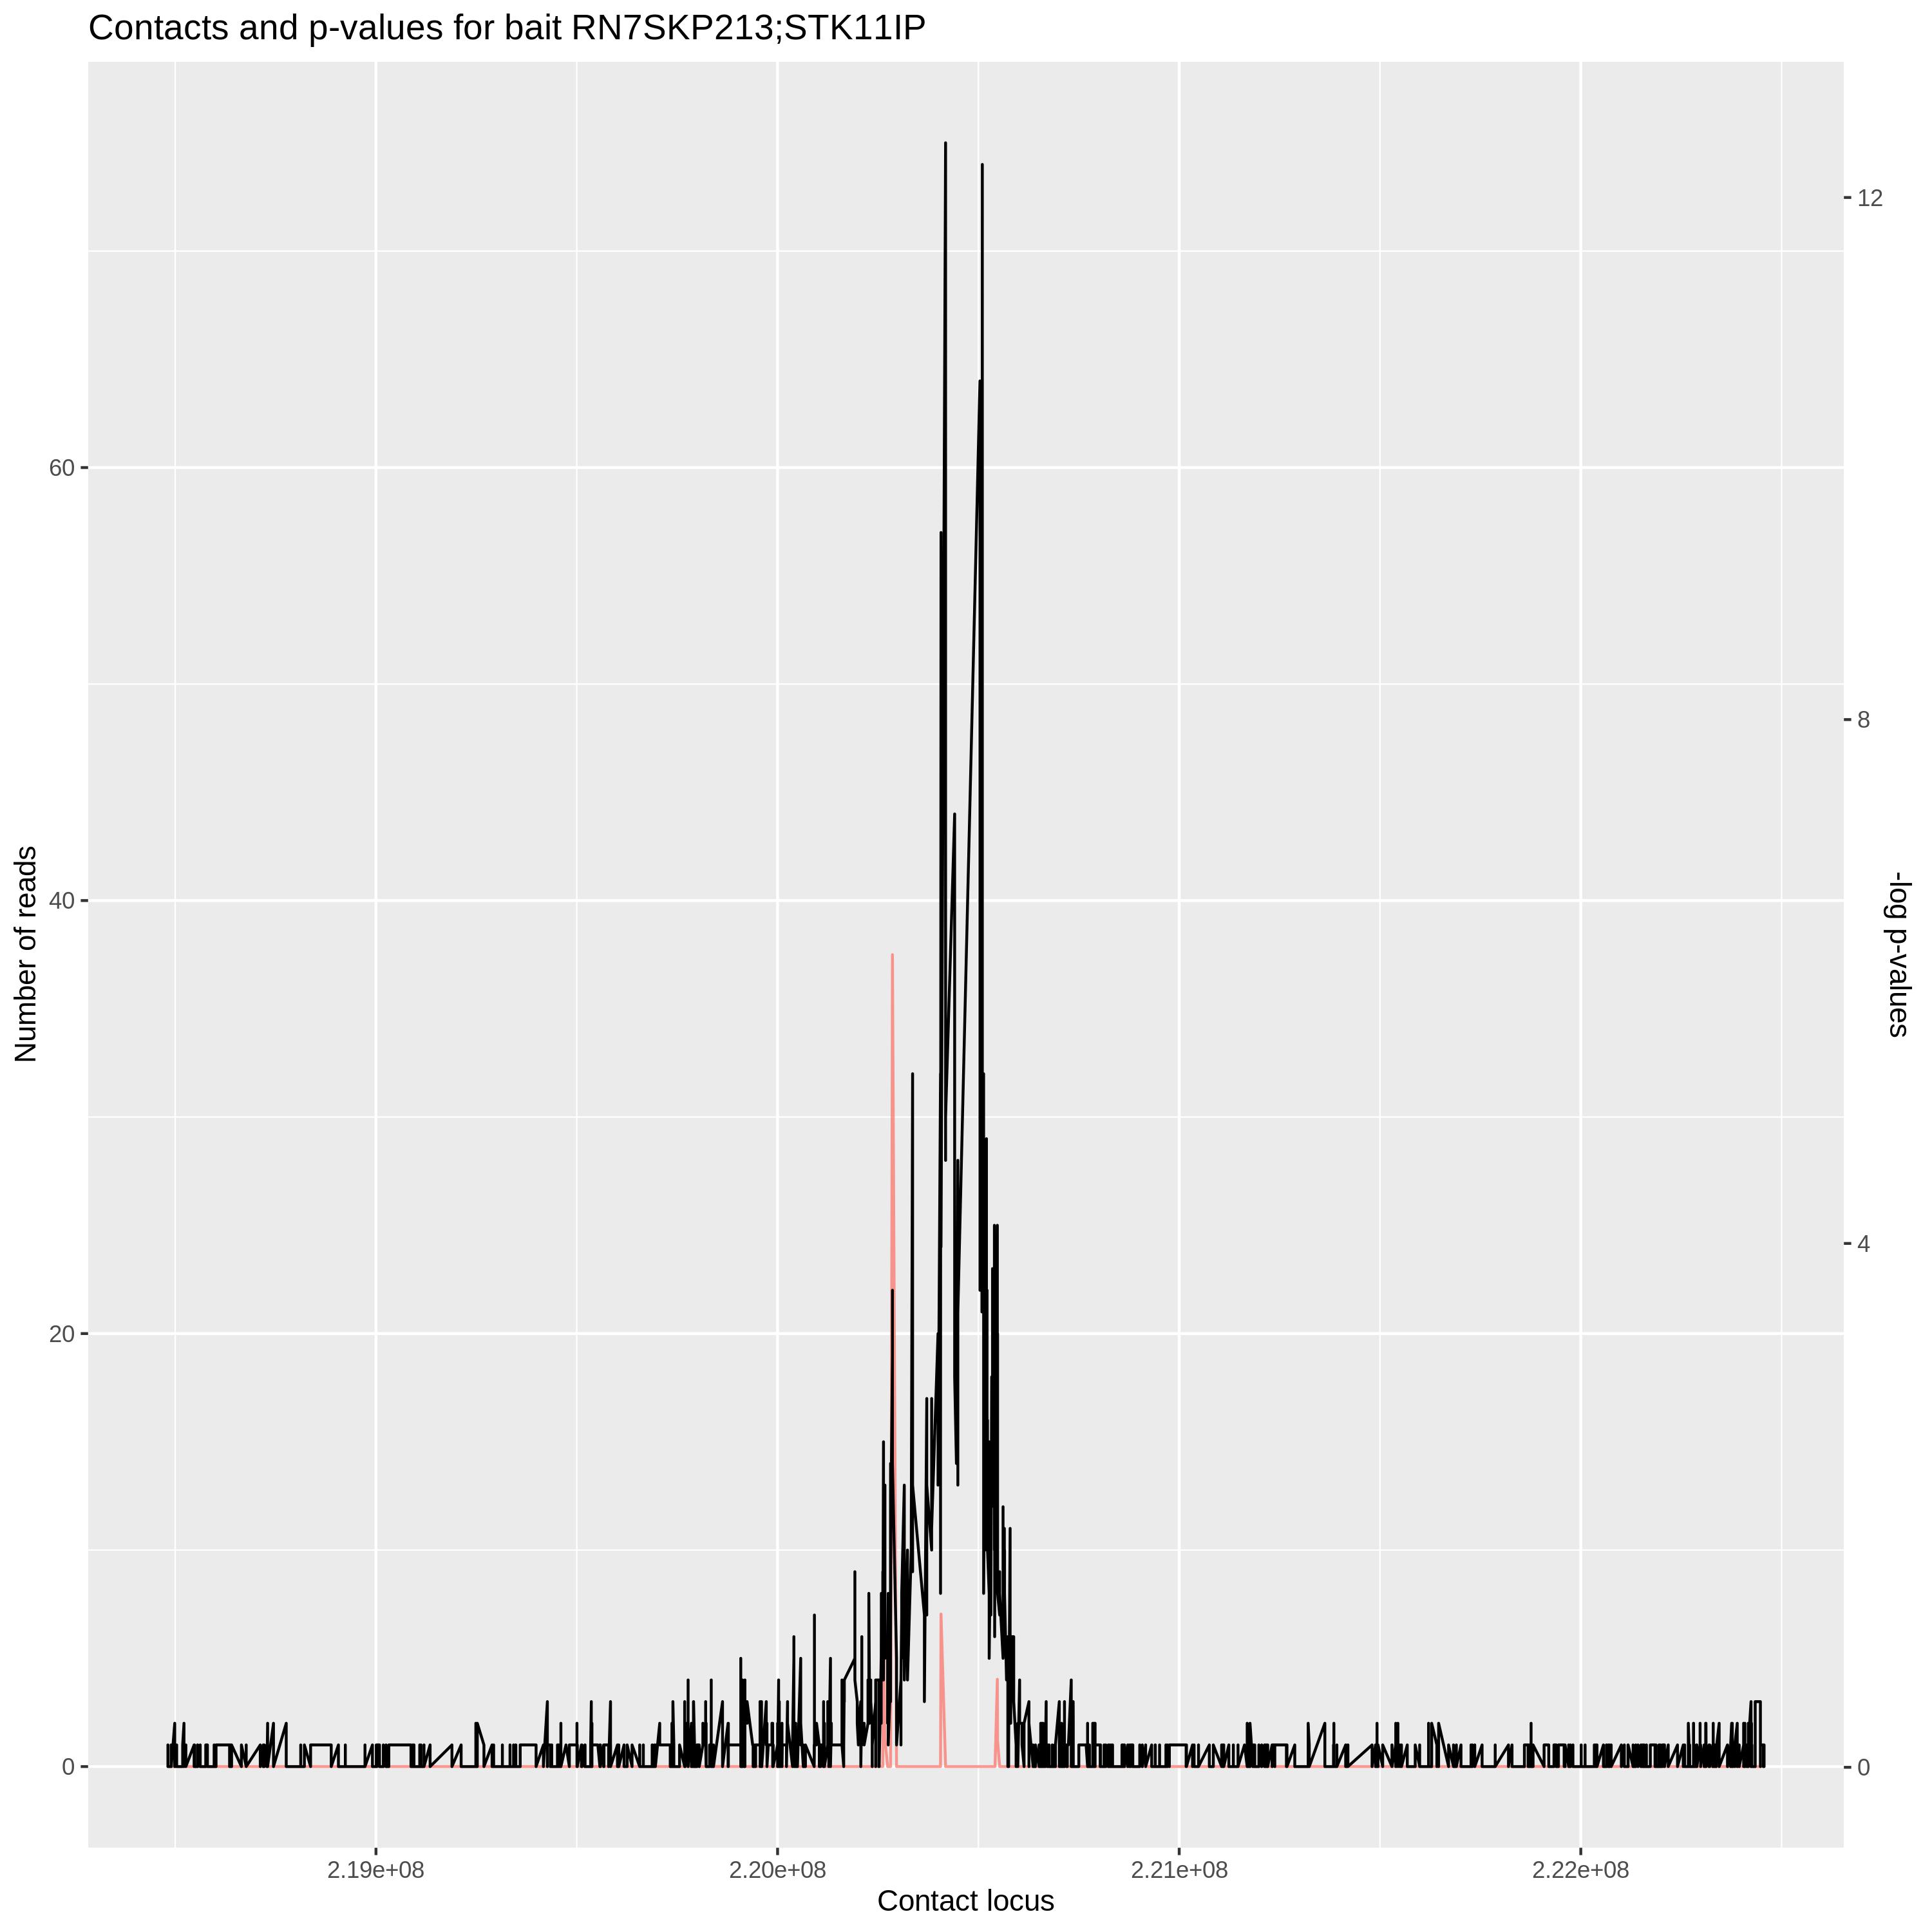 Contacts and p-values for bait RN7SKP213;STK11IP
12
60
8
Number of reads
40
-log p-values
4
20
0
0
2.19e+08
2.20e+08
2.21e+08
2.22e+08
Contact locus